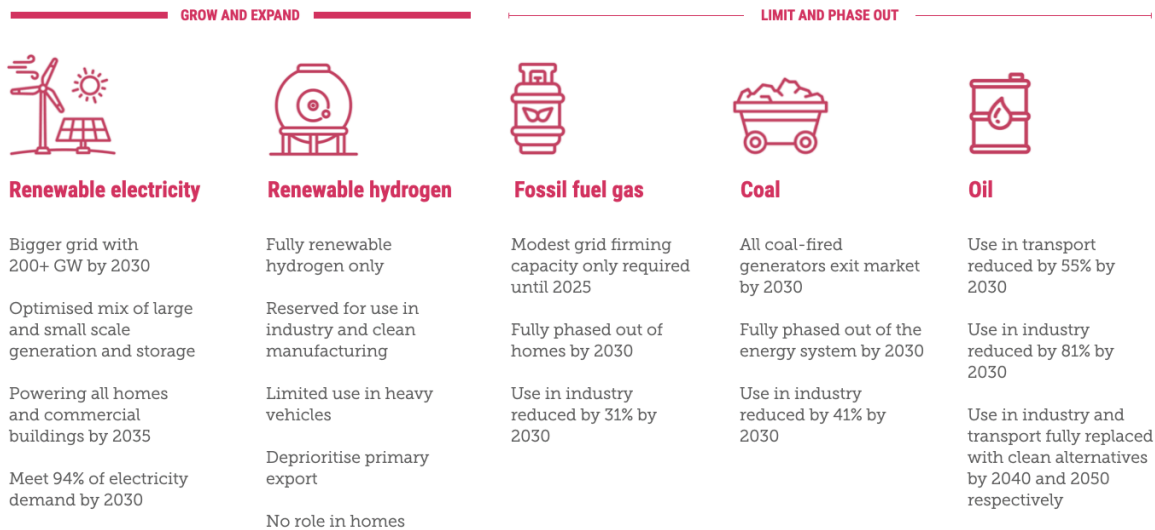 GROW AND EXPAND
LIMIT AND PHASE OUT
Renewable electricity
Bigger grid with
200+ GW by 2030
Optimised mix of large
and small scale
generation and storage
Powering all homes
and commercial
buildings by 2035
Meet 94% of electricity
demand by 2030
Renewable hydrogen
Fully renewable
hydrogen only
Reserved for use in
industry and clean
manufacturing
Limited use in heavy
vehicles
Deprioritise primary
export
No role in homes
Fossil fuel gas
Modest grid firming
capacity only required
until 2025
Fully phased out of
homes by 2030
Use in industry
reduced by 31% by
2030
Coal
All coal-fired
generators exit market
by 2030
Fully phased out of the
energy system by 2030
Use in industry
reduced by 41% by
2030
Oil
Use in transport
reduced by 55% by
2030
Use in industry
reduced by 81% by
2030
Use in industry and
transport fully replaced
with clean alternatives
by 2040 and 2050
respectively